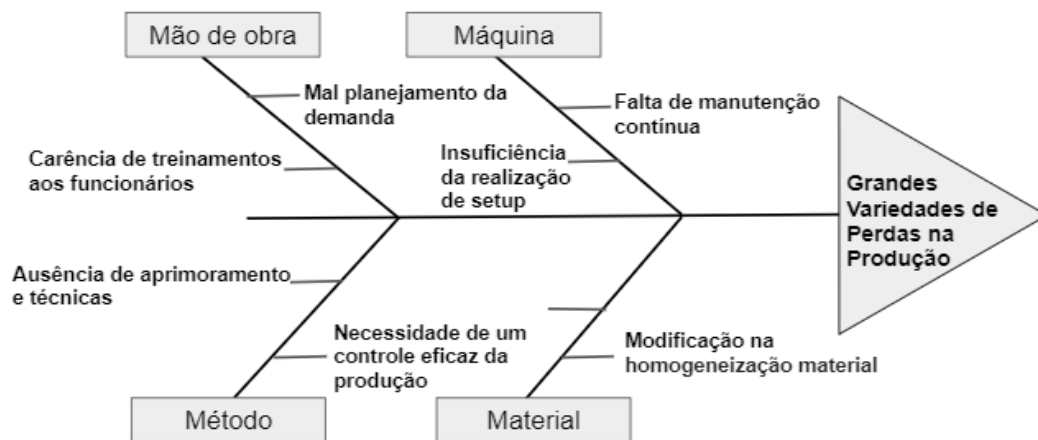 Mão de obra
Máquina
Mal planejamento da
demanda
Falta de manutenção
contínua
Carência de treinamentos
aos funcionários
Insuficiência
da realização
de setup
Grandes
Variedades de
Perdas na
Produção
Ausência de aprimoramento
e técnicas
Necessidade de um
controle eficaz da
produção
Modificação na
homogeneização material
Método
Material